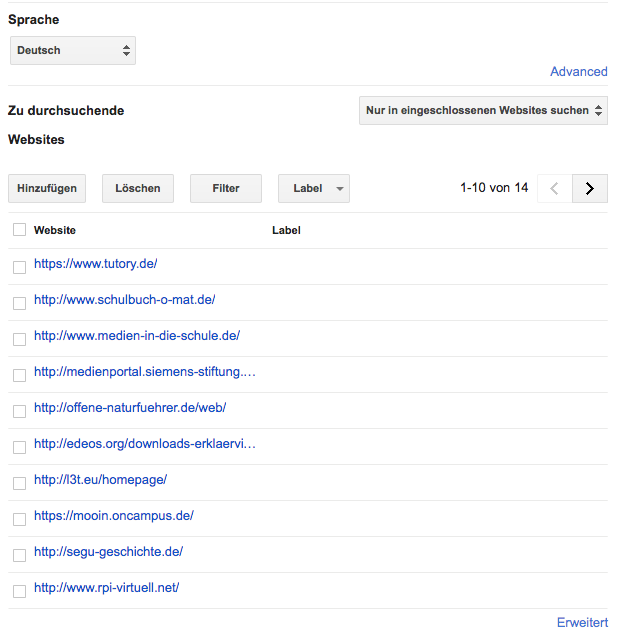 Sprache
Deutsch
Advanced
Zu durchsuchende Nur in eingeschlossenen Websites suchen
Websites
Hinzufügen Löschen Filter Label 1-10 von 14
Website Label
https://www.tutory.de/
http://www.schulbuch-o-mat.de/
http://www.medien-in-die-schule.de/
http://medienportal.siemens-stiftung.…
http://offene-naturfuehrer.de/web/
http://edeos.org/downloads-erklaervi…
http://l3t.eu/homepage/
https://mooin.oncampus.de/
http://segu-geschichte.de/
http://www.rpi-virtuell.net/
Erweitert